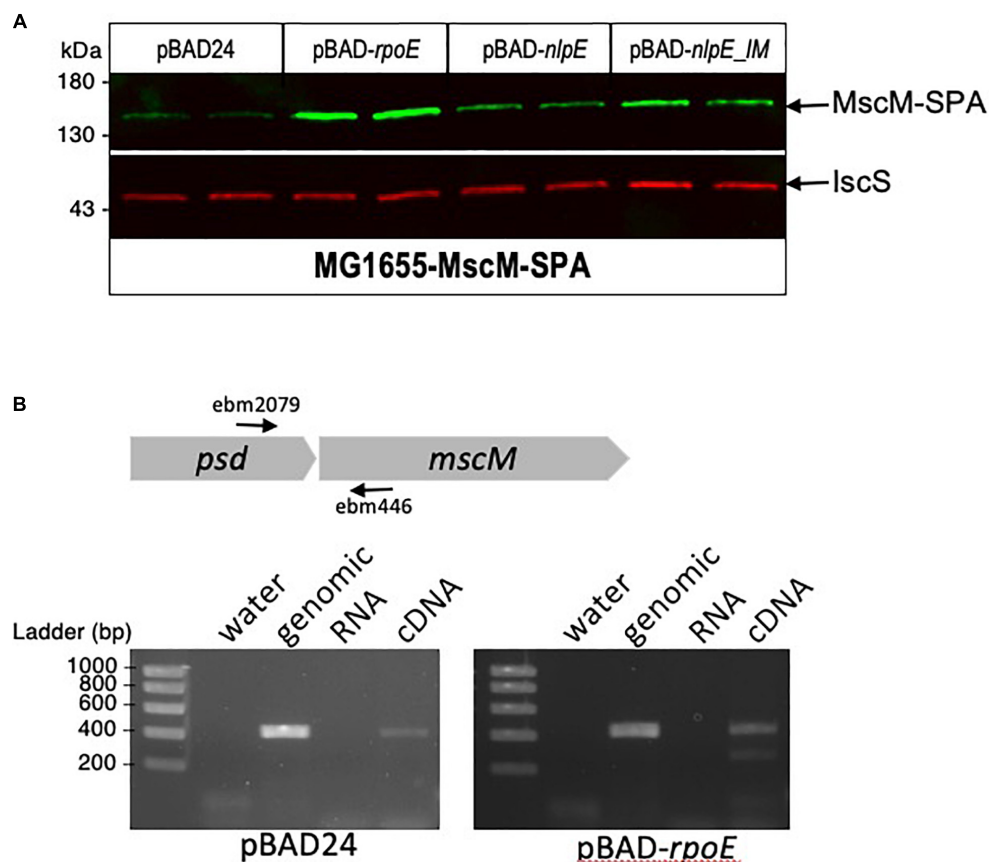 A
kDa
pBAD24 pBAD-rpoE pBAD-nlpE pBAD-nlpE_IM
180
MscM-SPA
130
IscS
43
MG1655-MscM-SPA
B
ebm2079
psd mscM
ebm446
water genomic RNA cDNA water genomic RNA cDNA
Ladder (bp)
1000
800
600
400
200
pBAD24 pBAD-rpoE